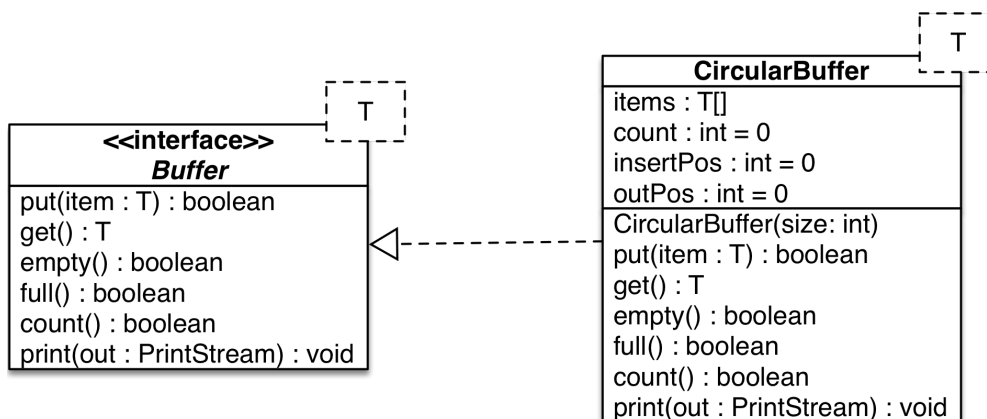 T
<<interface>>
Buffer
put(item : T) : boolean
get() : T
empty() : boolean
full() : boolean
count() : boolean
print(out : PrintStream) : void
T
CircularBuffer
items : T[]
count : int = 0
insertPos : int = 0
outPos : int = 0
CircularBuffer(size: int)
put(item : T) : boolean
get() : T
empty() : boolean
full() : boolean
count() : boolean
print(out : PrintStream) : void